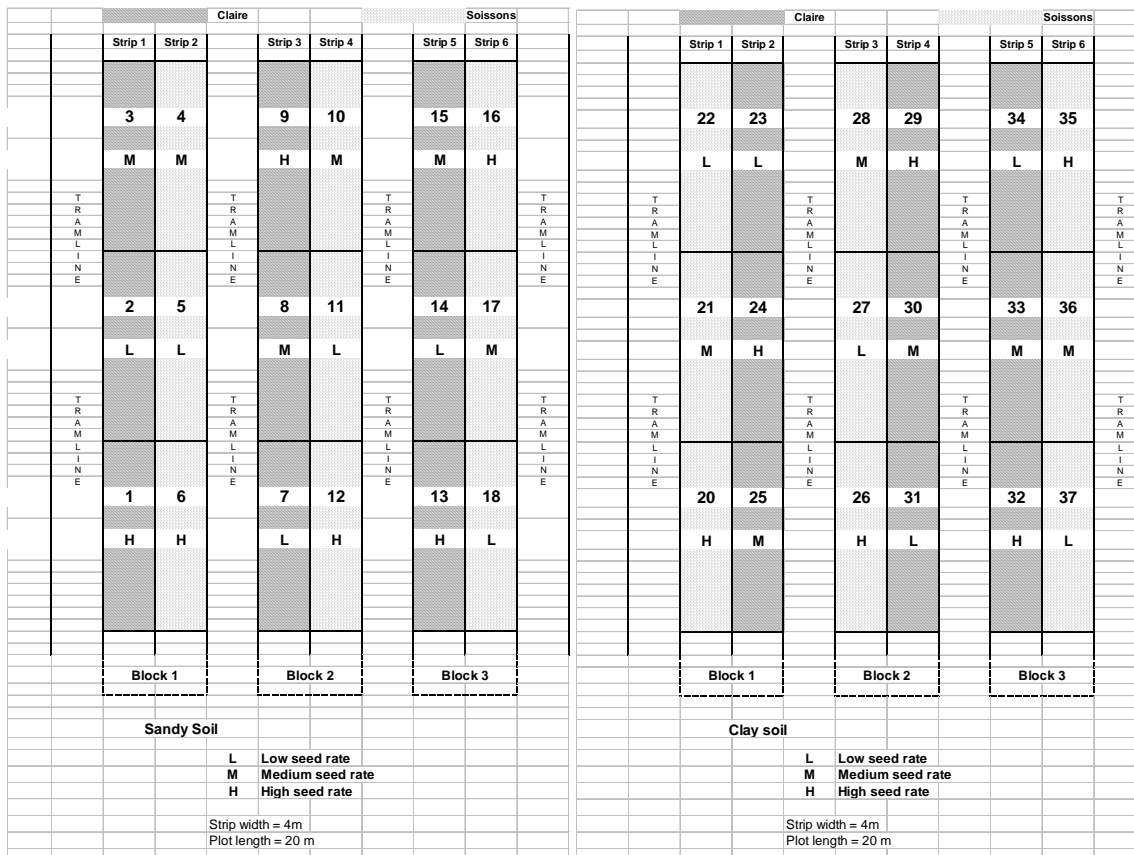 Claire Soissons
Strip 1 Strip 2 Strip 3 Strip 4 Strip 5 Strip 6
3 4 9 10 15 16
M M H M M H
TRAMLINE TRAMLINE TRAMLINE TRAMLINE
2 5 8 11 14 17
L L M L L M
TRAMLINE TRAMLINE TRAMLINE TRAMLINE
1 6 7 12 13 18
H H L H H L
Block 1 Block 2 Block 3
Sandy Soil
L Low seed rate
M Medium seed rate
H High seed rate
Strip width = 4m
Plot length = 20 m
Claire Soissons
Strip 1 Strip 2 Strip 3 Strip 4 Strip 5 Strip 6
22 23 28 29 34 35
L L M H L H
TRAMLINE TRAMLINE TRAMLINE TRAMLINE
21 24 27 30 33 36
M H L M M M
TRAMLINE TRAMLINE TRAMLINE TRAMLINE
20 25 26 31 32 37
H M H L H L
Block 1 Block 2 Block 3
Clay soil
L Low seed rate
M Medium seed rate
H High seed rate
Strip width = 4m
Plot length = 20 m